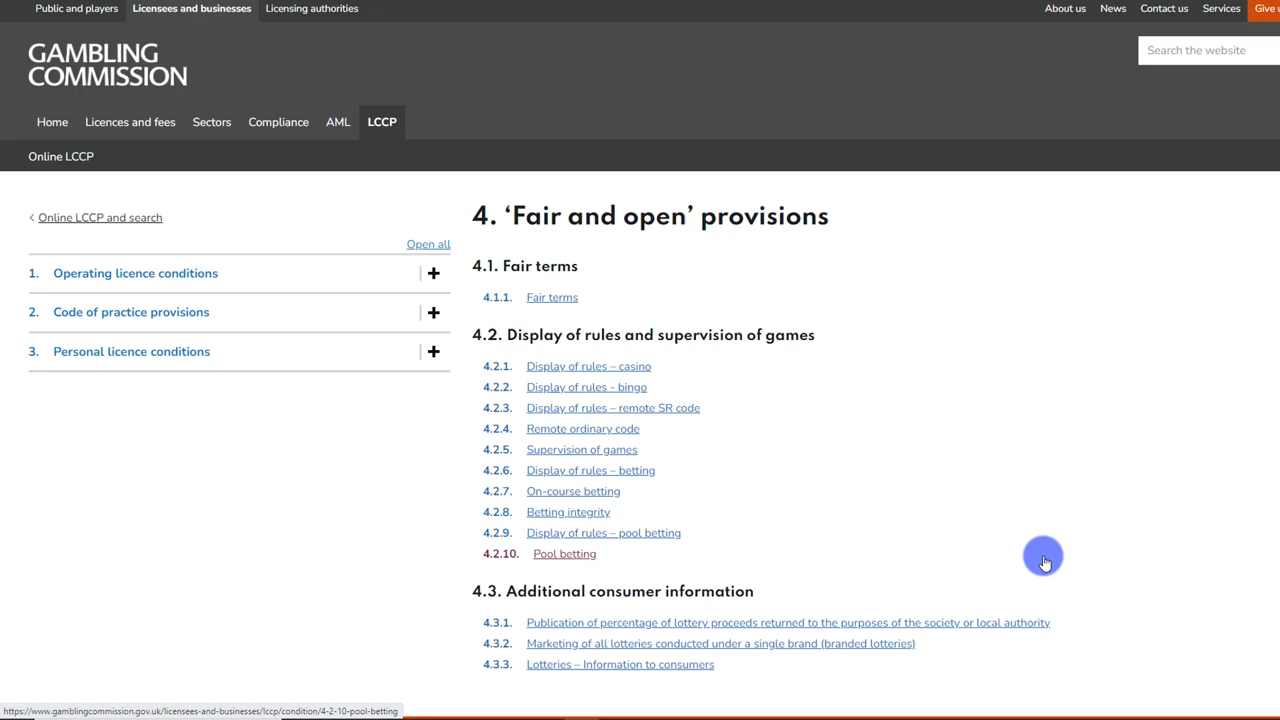 Public and players Licensees and businesses Licensing authorities About us News Contact us Services Give u
GAMBLING
COMMISSION
Search the website
Home Licences and fees Sectors Compliance AML LCCP
Online LCCP
Online LCCP and search
Open all
1. Operating licence conditions
2. Code of practice provisions
3. Personal licence conditions
4. ‘Fair and open’ provisions
4.1. Fair terms
4.1.1. Fair terms
4.2. Display of rules and supervision of games
4.2.1. Display of rules – casino
4.2.2. Display of rules - bingo
4.2.3. Display of rules – remote SR code
4.2.4. Remote ordinary code
4.2.5. Supervision of games
4.2.6. Display of rules – betting
4.2.7. On-course betting
4.2.8. Betting integrity
4.2.9. Display of rules – pool betting
4.2.10. Pool betting
4.3. Additional consumer information
4.3.1. Publication of percentage of lottery proceeds returned to the purposes of the society or local authority
4.3.2. Marketing of all lotteries conducted under a single brand (branded lotteries)
4.3.3. Lotteries – Information to consumers
https://www.gamblingcommission.gov.uk/licensees-and-businesses/lccp/condition/4-2-10-pool-betting